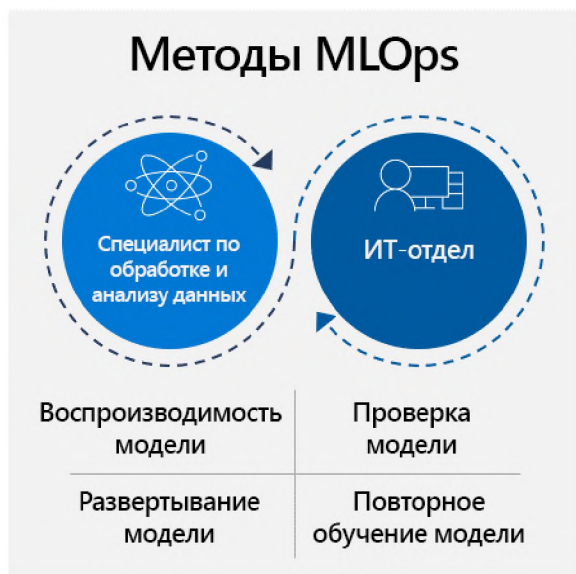 Методы MLOps
Специалист по
обработке и
анализу данных
ИТ-отдел
Воспроизводимость
модели
Проверка
модели
Развертывание
модели
Повторное
обучение модели